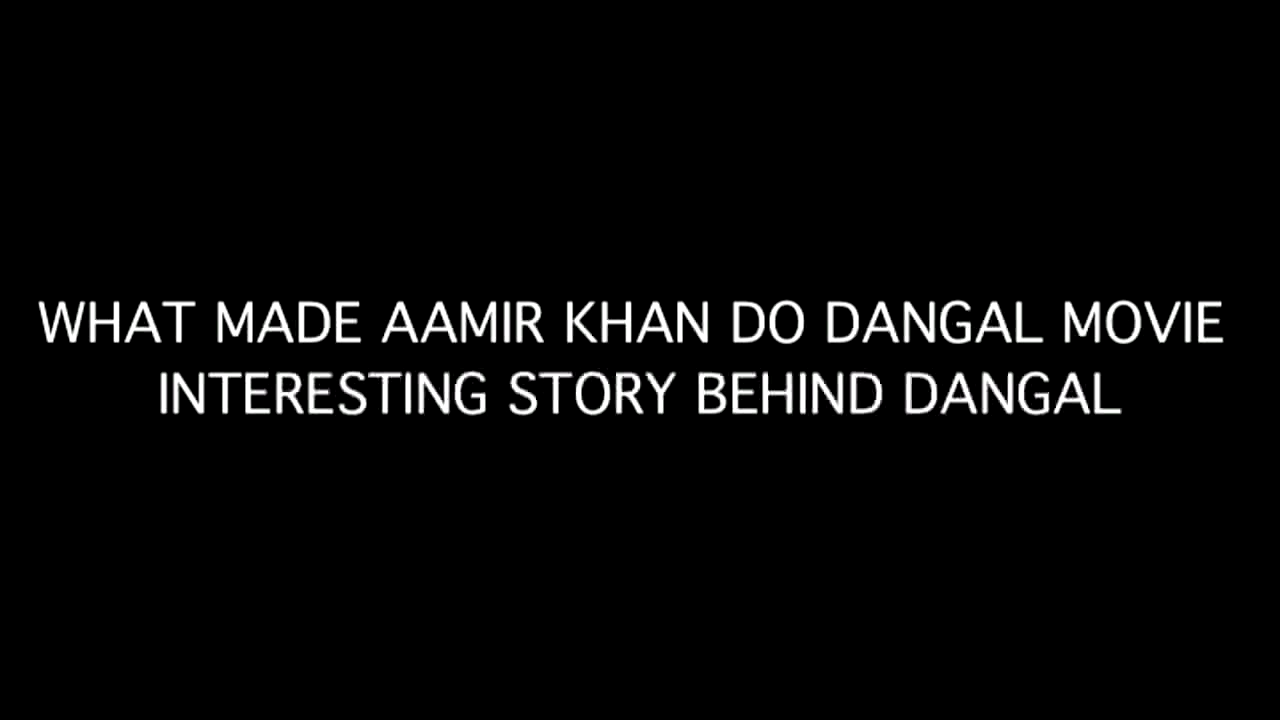 WHAT MADE AAMIR KHAN DO DANGAL MOVIE
INTERESTING STORY BEHIND DANGAL